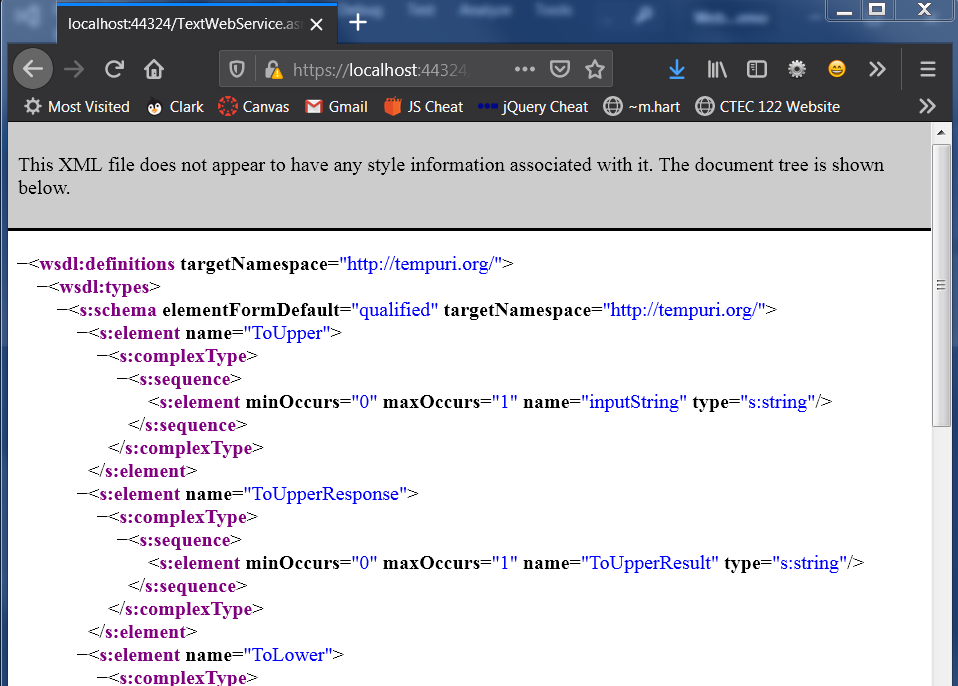 localhost:44324/TextWebService.as
https://localhost:44324
Most Visited Clark Canvas Gmail JS Cheat jQuery Cheat ~m.hart CTEC 122 Website
This XML file does not appear to have any style information associated with it. The document tree is shown
below.
−<wsdl:definitions targetNamespace="http://tempuri.org/">
−<wsdl:types>
−<s:schema elementFormDefault="qualified" targetNamespace="http://tempuri.org/">
−<s:element name="ToUpper">
−<s:complexType>
−<s:sequence>
<s:element minOccurs="0" maxOccurs="1" name="inputString" type="s:string"/>
</s:sequence>
</s:complexType>
</s:element>
−<s:element name="ToUpperResponse">
−<s:complexType>
−<s:sequence>
<s:element minOccurs="0" maxOccurs="1" name="ToUpperResult" type="s:string"/>
</s:sequence>
</s:complexType>
</s:element>
−<s:element name="ToLower">
−<s:complexType>